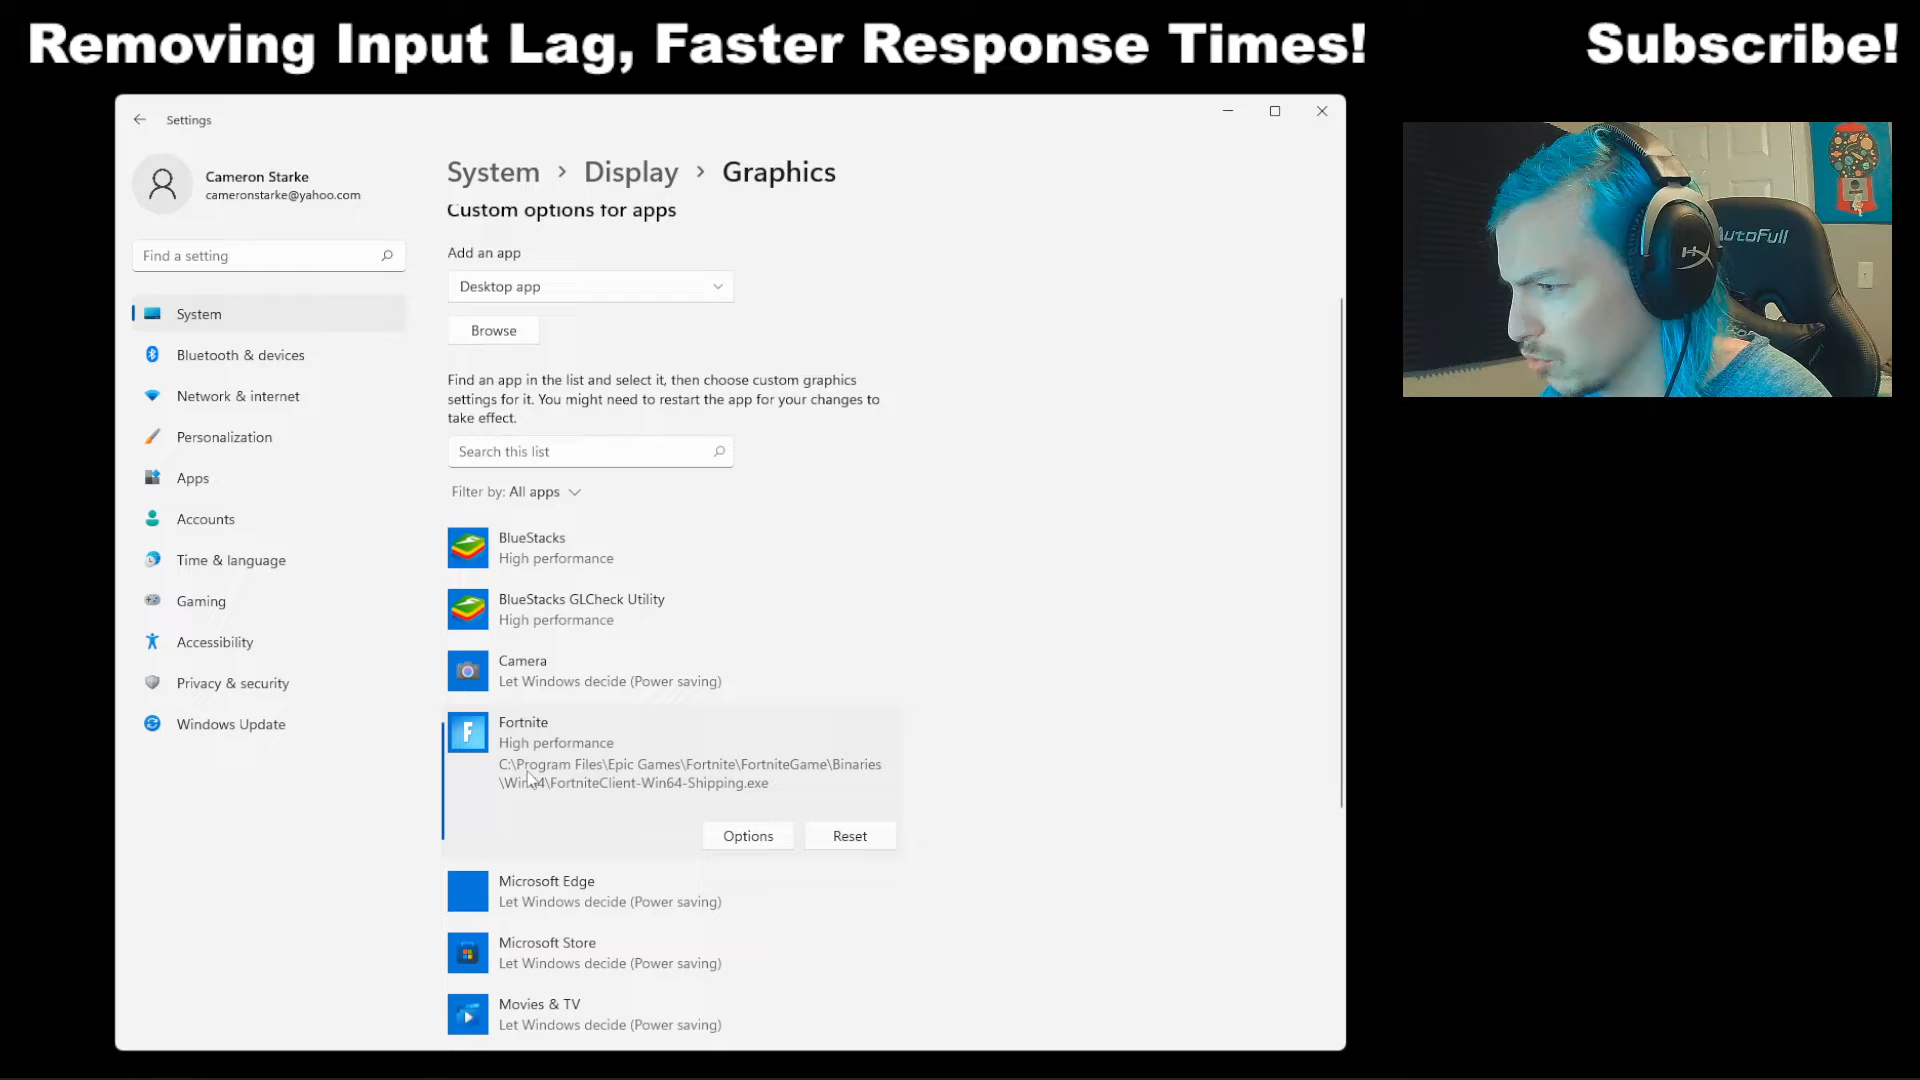 Removing Input Lag, Faster Response Times!
Subscribe!
Settings
Cameron Starke
cameronstarke@yahoo.com
Find a setting
System
Bluetooth & devices
Network & internet
Personalization
Apps
Accounts
Time & language
Gaming
Accessibility
Privacy & security
Windows Update
System > Display > Graphics
Custom options for apps
Add an app
Desktop app
Browse
Find an app in the list and select it, then choose custom graphics
settings for it. You might need to restart the app for your changes to
take effect.
Search this list
Filter by: All apps
BlueStacks
High performance
BlueStacks GLCheck Utility
High performance
Camera
Let Windows decide (Power saving)
F
Fortnite
High performance
C:\Program Files\Epic Games\Fortnite\FortniteGame\Binaries
\Win64\FortniteClient-Win64-Shipping.exe
Options
Reset
Microsoft Edge
Let Windows decide (Power saving)
Microsoft Store
Let Windows decide (Power saving)
Movies & TV
Let Windows decide (Power saving)
AutoFull
HX